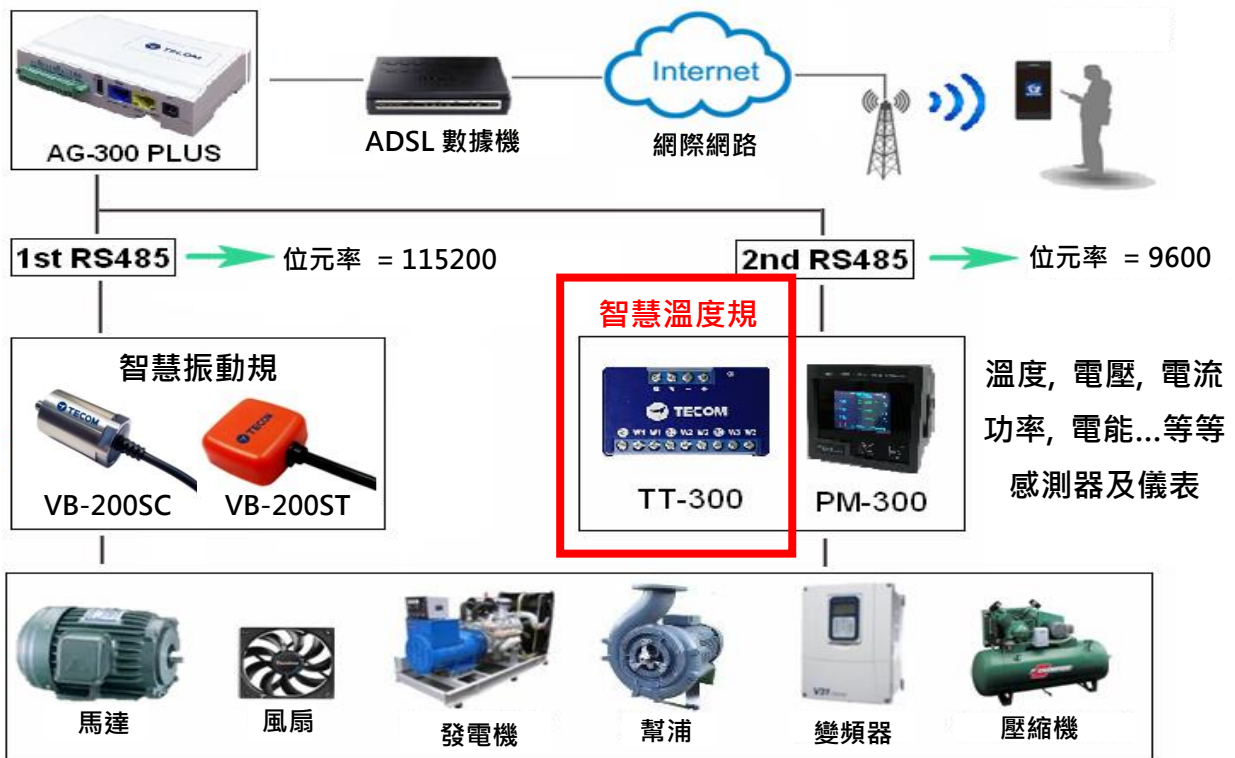 TECOM
AG-300 PLUS
ADSL 數據機
Internet
網際網路
1st RS485
位元率 = 115200
2nd RS485
位元率 = 9600
智慧振動規
TECOM
TECOM
VB-200SC
VB-200ST
智慧溫度規
TECOM
TT-300
PM-300
溫度, 電壓, 電流
功率, 電能...等等
感測器及儀表
馬達
風扇
發電機
幫浦
V31
變頻器
壓縮機